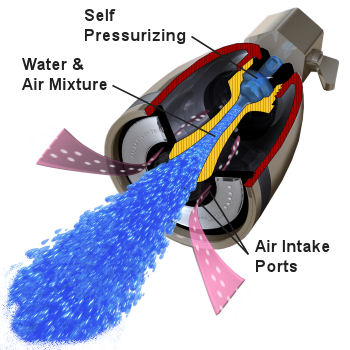 Self
Pressurizing
Water &
Air Mixture
Air Intake
Ports